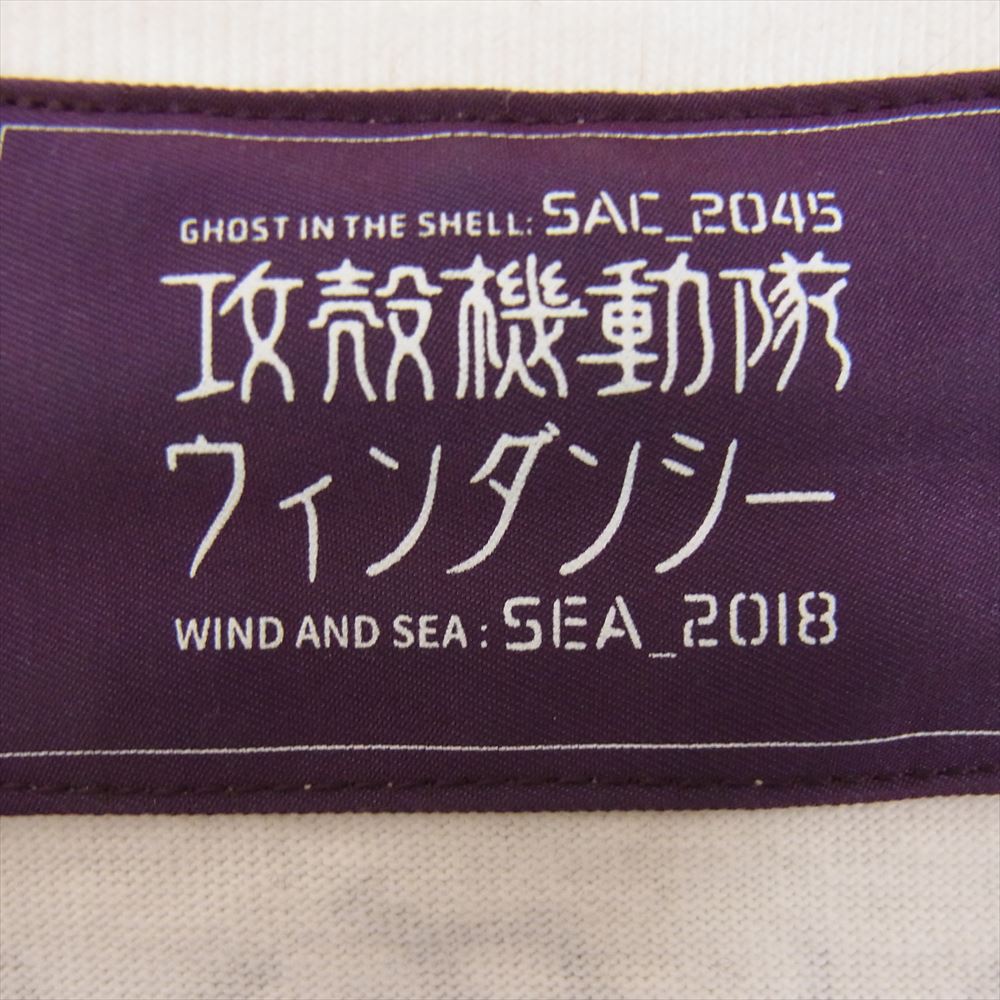 GHOST IN THE SHELL: SAC_2045
攻殻機動隊
ウィンダンシー
WIND AND SEA : SEA_2018